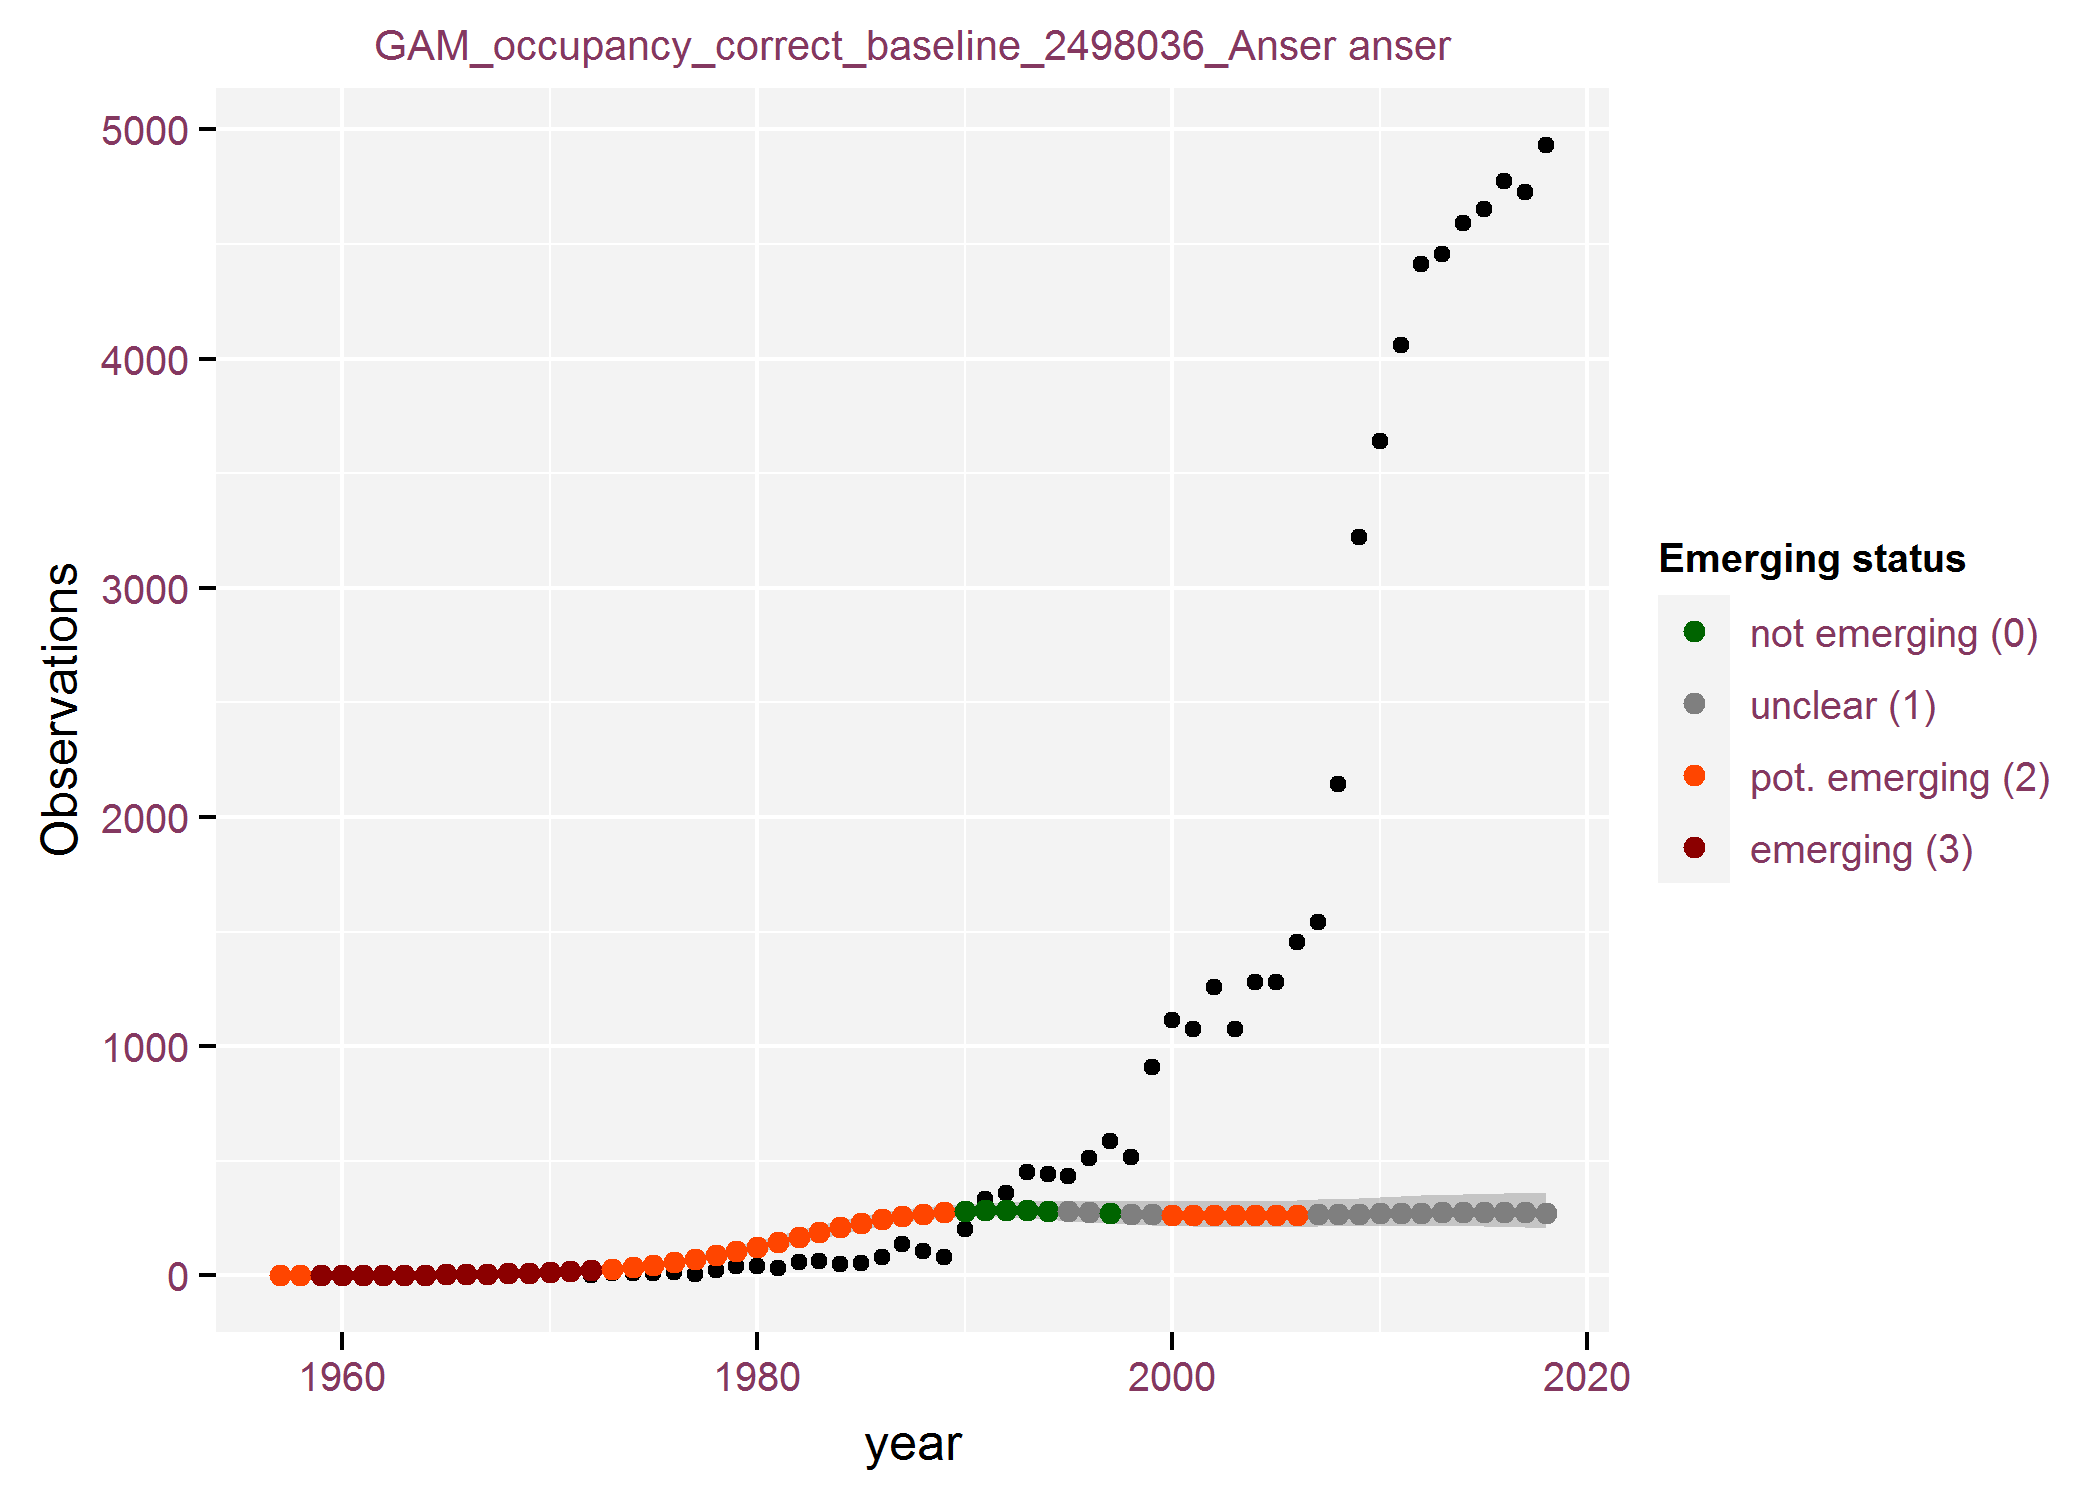 GAM_occupancy_correct_baseline_2498036_Anser anser
5000
4000
3000
2000
1000
0
Observations
1960 1980 2000 2020
year
Emerging status
not emerging (0)
unclear (1)
pot. emerging (2)
emerging (3)